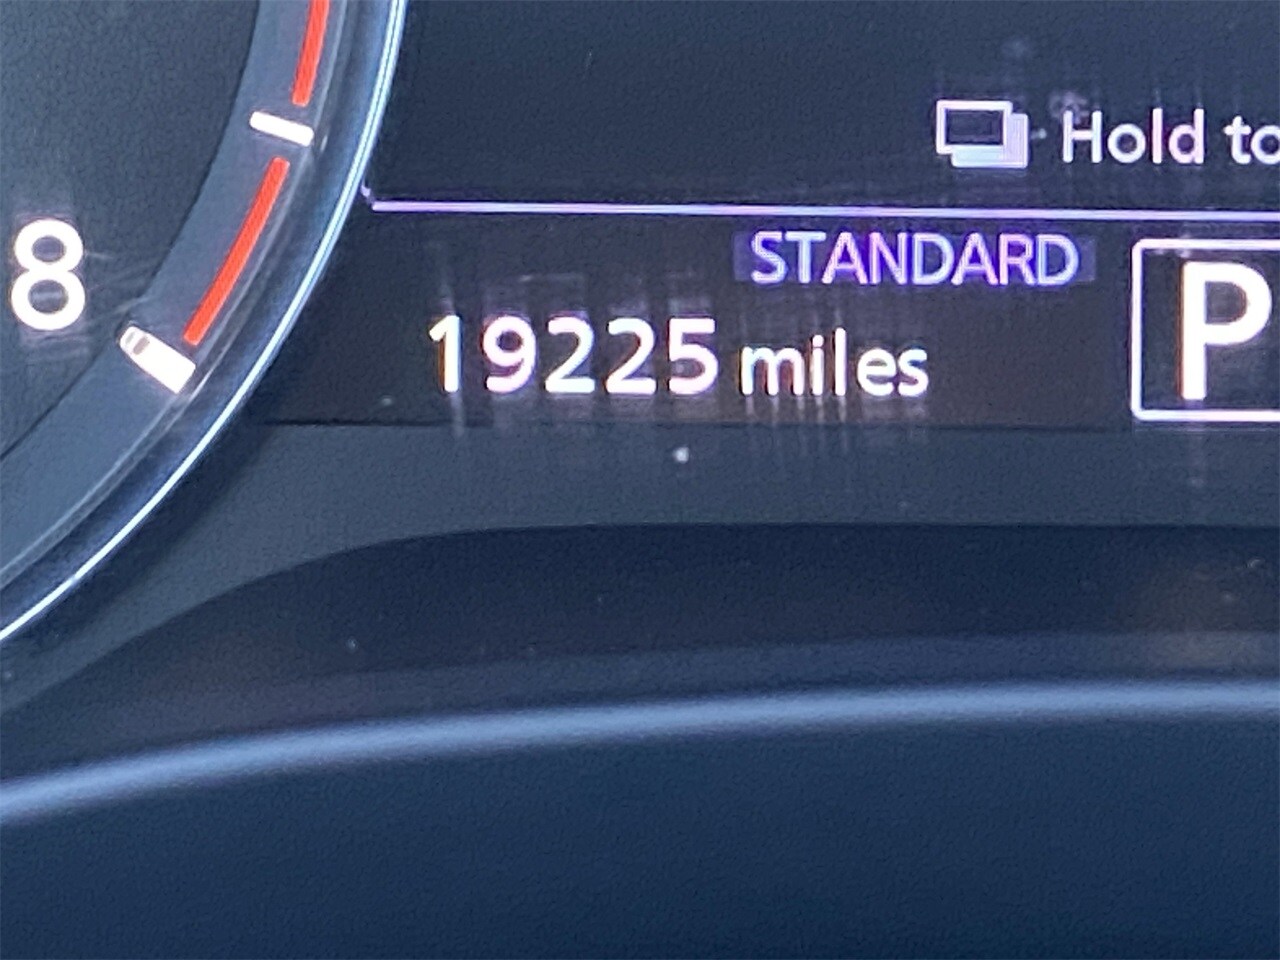 Hold to
STANDARD
8
P
19225 miles